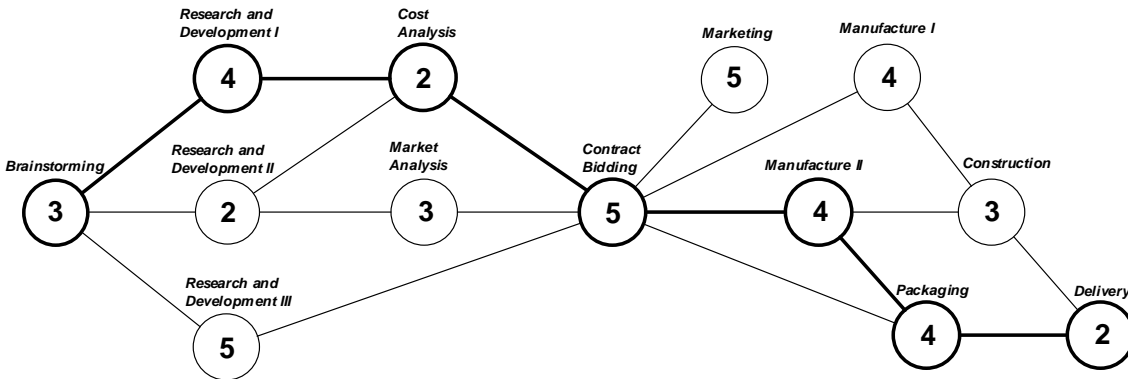 Research and
Development I
4
Cost
Analysis
2
Marketing
5
Manufacture I
4
Brainstorming
3
Research and
Development II
2
Market
Analysis
3
Contract
Bidding
5
Manufacture II
4
Construction
3
Research and
Development III
5
Packaging
4
Delivery
2